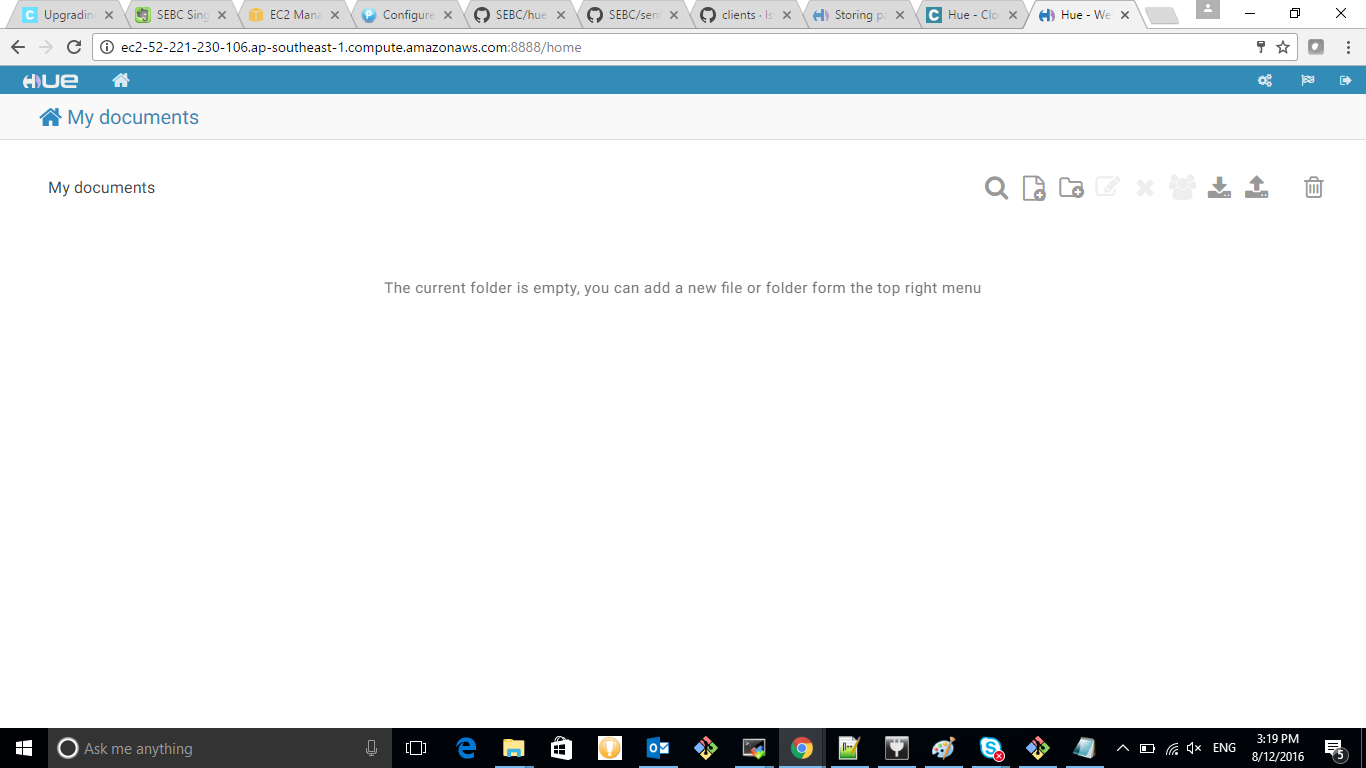 Upgradin
SEBC Sing
EC2 Mana
Configure
SEBC/hue
SEBC/sent
clients · Is
Storing pa
Hue - Clo
Hue - We
ec2-52-221-230-106.ap-southeast-1.compute.amazonaws.com:8888/home
HUE
My documents
My documents
The current folder is empty, you can add a new file or folder form the top right menu
Ask me anything
ENG
3:19 PM
8/12/2016
5